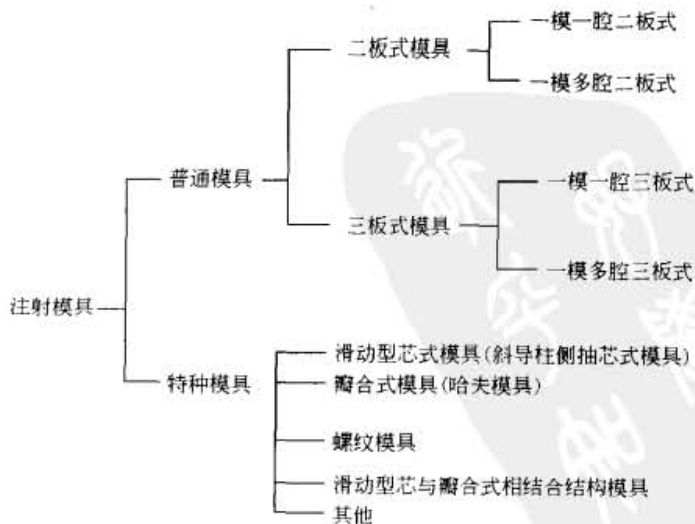 注射模具
普通模具
二板式模具
一模一腔二板式
一模多腔二板式
三板式模具
一模一腔三板式
一模多腔三板式
特种模具
滑动型芯式模具(斜导柱侧抽芯式模具)
瓣合式模具(哈夫模具)
螺纹模具
滑动型芯与瓣合式相结合结构模具
其他